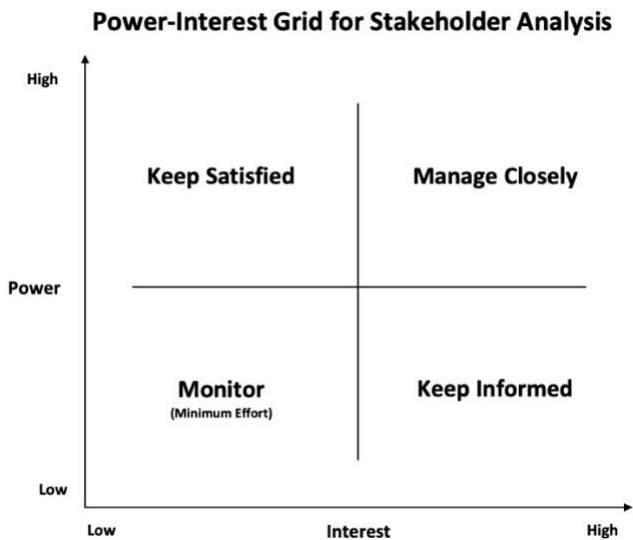 Power-Interest Grid for Stakeholder Analysis
High
Keep Satisfied
Manage Closely
Power
Monitor
(Minimum Effort)
Keep Informed
Low
Low
Interest
High